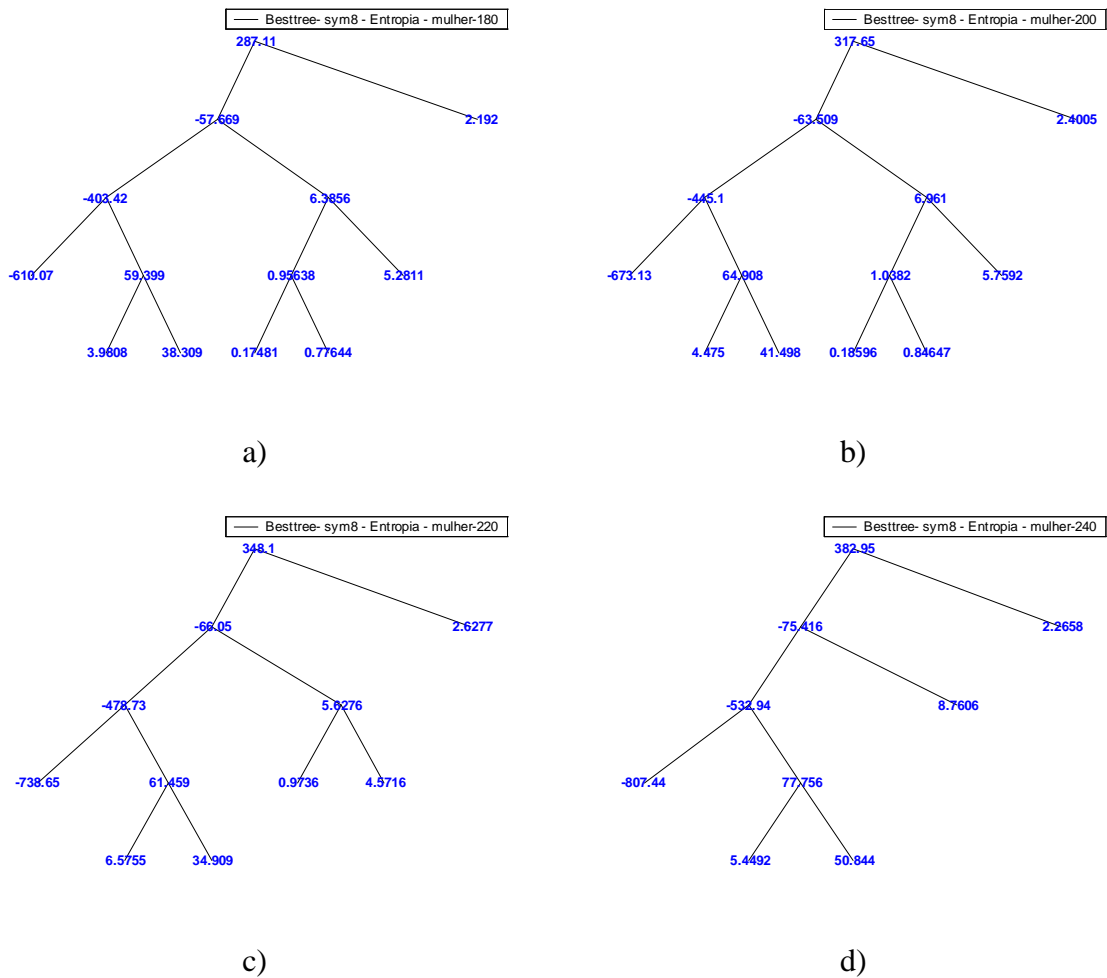 Besttree- sym8 - Entropia - mulher-180
287.11
-57.669 2.192
-403.42 6.3856
-610.07 59.399 0.95638 5.2811
3.9808 38.309 0.17481 0.77644
a)
Besttree- sym8 - Entropia - mulher-200
317.65
-63.509 2.4005
-445.1 6.961
-673.13 64.908 1.0382 5.7592
4.475 41.498 0.18596 0.84647
b)
Besttree- sym8 - Entropia - mulher-220
348.1
-66.05 2.6277
-478.73 5.6276
-738.65 61.459 0.9736 4.5716
6.5755 34.909
c)
Besttree- sym8 - Entropia - mulher-240
382.95
-75.416 2.2658
-532.94 8.7606
-807.44 77.756
5.4492 50.844
d)